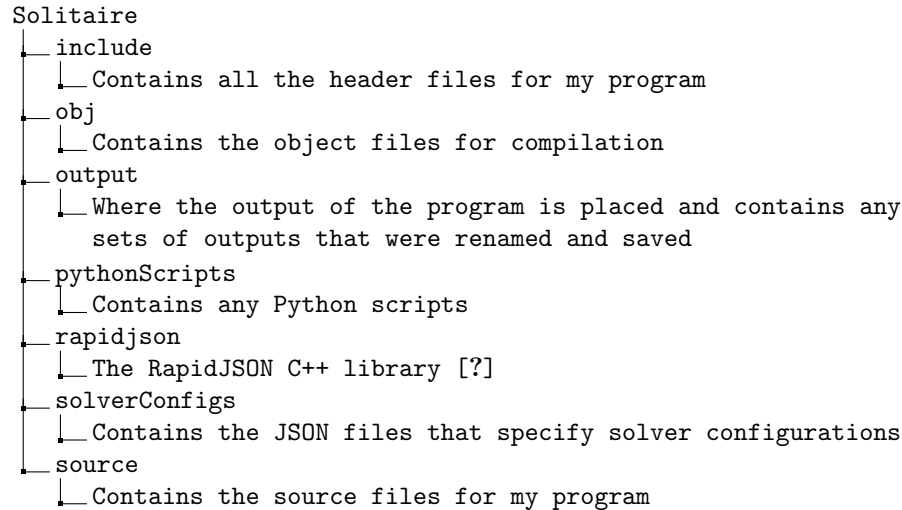 Solitaire
include
Contains all the header files for my program
obj
Contains the object files for compilation
output
Where the output of the program is placed and contains any
sets of outputs that were renamed and saved
pythonScripts
Contains any Python scripts
rapidjson
The RapidJSON C++ library [?]
solverConfigs
Contains the JSON files that specify solver configurations
source
Contains the source files for my program